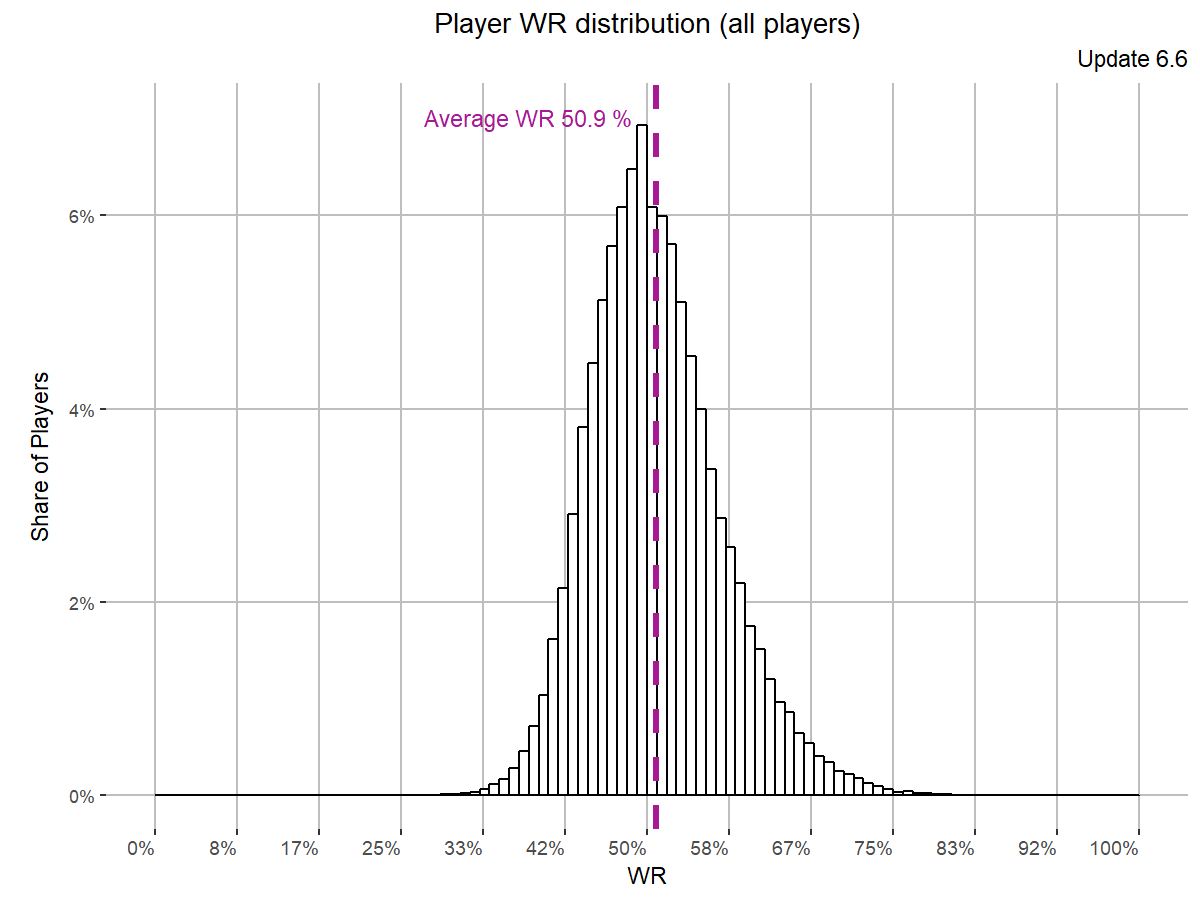 Player WR distribution (all players)
Update 6.6
Average WR 50.9 %
6%
4%
2%
0%
Share of Players
0% 8% 17% 25% 33% 42% 50% 58% 67% 75% 83% 92% 100%
WR